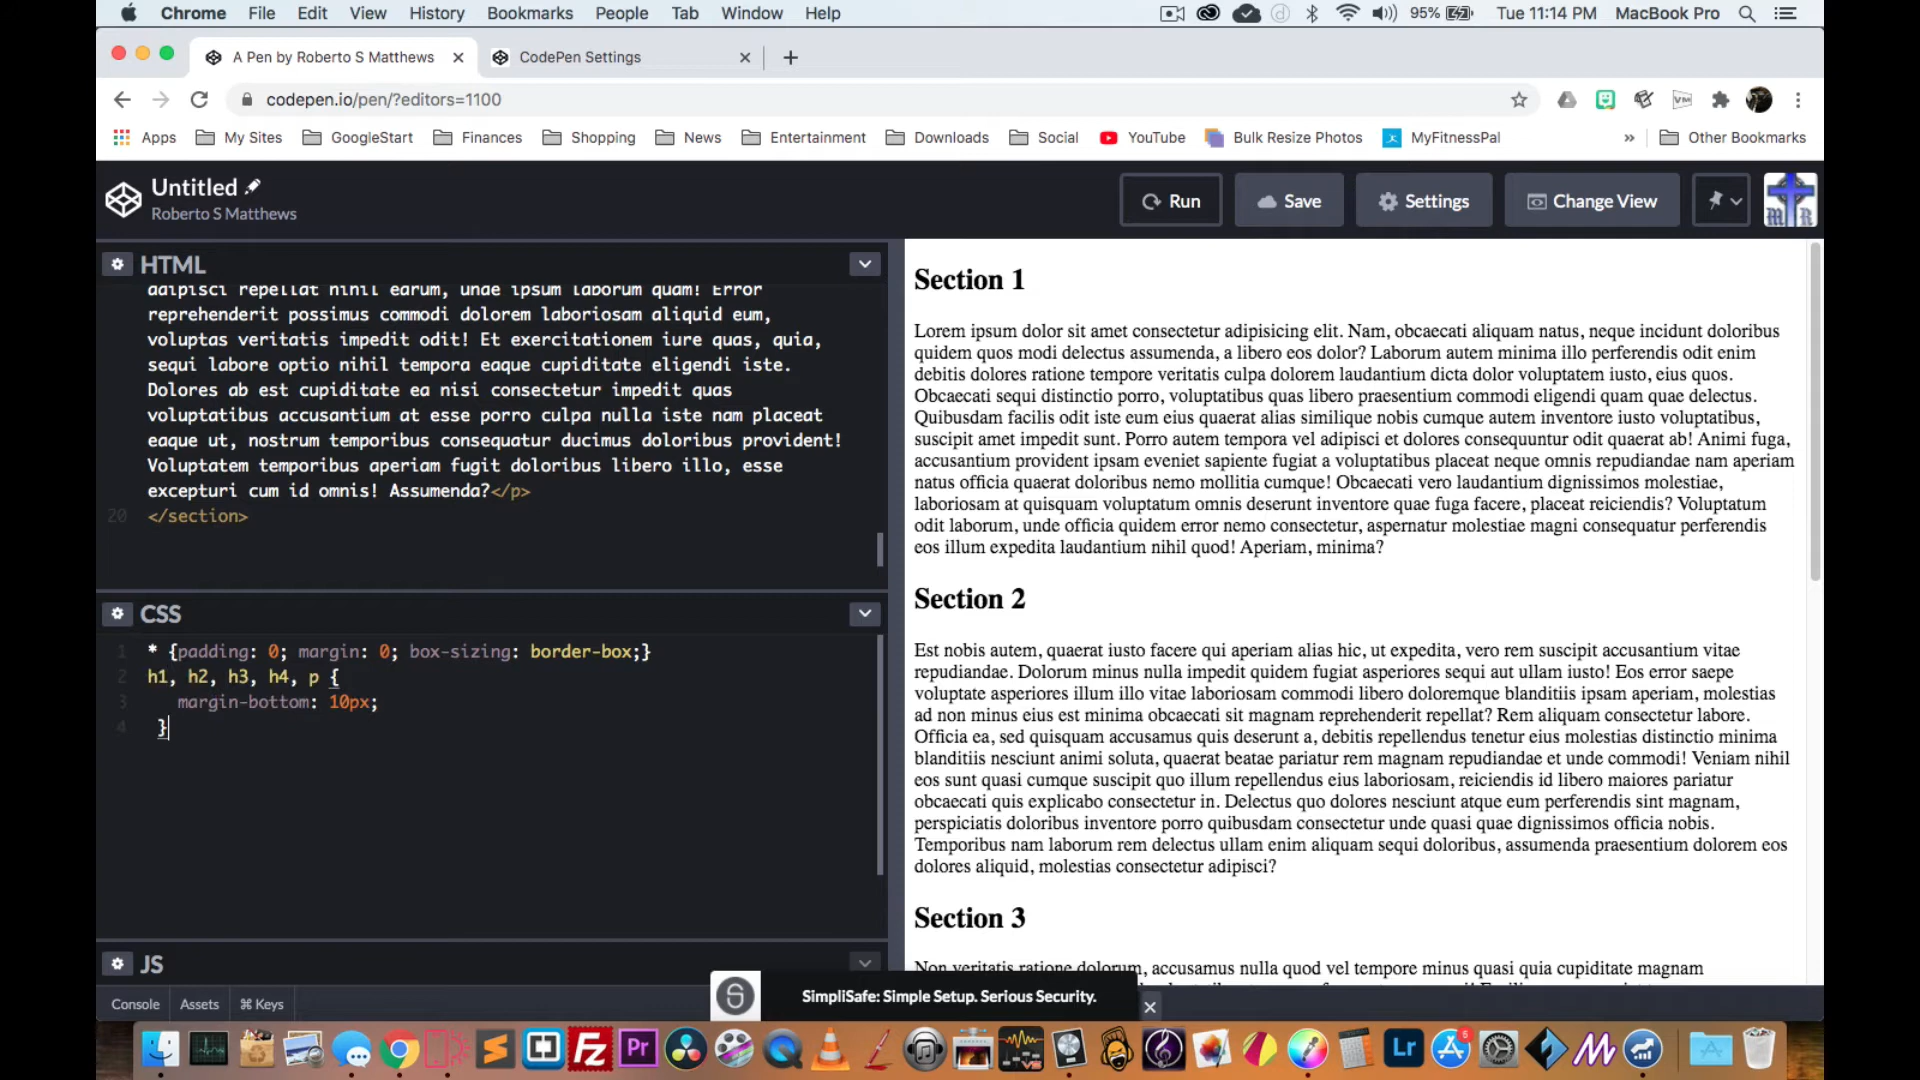 Chrome File Edit View History Bookmarks People Tab Window Help 95% Tue 11:14 PM MacBook Pro
A Pen by Roberto S Matthews CodePen Settings
codepen.io/pen/?editors=1100
Apps My Sites GoogleStart Finances Shopping News Entertainment Downloads Social YouTube Bulk Resize Photos MyFitnessPal » Other Bookmarks
Untitled
Roberto S Matthews
Run Save Settings Change View
HTML
adipisci repellat nihil earum, unde ipsum laborum quam! Error
reprehenderit possimus commodi dolorem laboriosam aliquid eum,
voluptas veritatis impedit odit! Et exercitationem iure quas, quia,
sequi labore optio nihil tempora eaque cupiditate eligendi iste.
Dolores ab est cupiditate ea nisi consectetur impedit quas
voluptatibus accusantium at esse porro culpa nulla iste nam placeat
eaque ut, nostrum temporibus consequatur ducimus doloribus provident!
Voluptatem temporibus aperiam fugit doloribus libero illo, esse
excepturi cum id omnis! Assumenda?</p>
20 </section>
CSS
1 * {padding: 0; margin: 0; box-sizing: border-box;}
2 h1, h2, h3, h4, p {
3 margin-bottom: 10px;
4 }
JS
Console Assets ⌘ Keys
Section 1
Lorem ipsum dolor sit amet consectetur adipisicing elit. Nam, obcaecati aliquam natus, neque incidunt doloribus
quidem quos modi delectus assumenda, a libero eos dolor? Laborum autem minima illo perferendis odit enim
debitis dolores ratione tempore veritatis culpa dolorem laudantium dicta dolor voluptatem iusto, eius quos.
Obcaecati sequi distinctio porro, voluptatibus quas libero praesentium commodi eligendi quam quae delectus.
Quibusdam facilis odit iste eum eius quaerat alias similique nobis cumque autem inventore iusto voluptatibus,
suscipit amet impedit sunt. Porro autem tempora vel adipisci et dolores consequuntur odit quaerat ab! Animi fuga,
accusantium provident ipsam eveniet sapiente fugiat a voluptatibus placeat neque omnis repudiandae nam aperiam
natus officia quaerat doloribus nemo mollitia cumque! Obcaecati vero laudantium dignissimos molestiae,
laboriosam at quisquam voluptatum omnis deserunt inventore quae fuga facere, placeat reiciendis? Voluptatum
odit laborum, unde officia quidem error nemo consectetur, aspernatur molestiae magni consequatur perferendis
eos illum expedita laudantium nihil quod! Aperiam, minima?
Section 2
Est nobis autem, quaerat iusto facere qui aperiam alias hic, ut expedita, vero rem suscipit accusantium vitae
repudiandae. Dolorum minus nulla impedit quidem fugiat asperiores sequi aut ullam iusto! Eos error saepe
voluptate asperiores illum illo vitae laboriosam commodi libero doloremque blanditiis ipsam aperiam, molestias
ad non minus eius est minima obcaecati sit magnam reprehenderit repellat? Rem aliquam consectetur labore.
Officia ea, sed quisquam accusamus quis deserunt a, debitis repellendus tenetur eius molestias distinctio minima
blanditiis nesciunt animi soluta, quaerat beatae pariatur rem magnam repudiandae et unde commodi! Veniam nihil
eos sunt quasi cumque suscipit quo illum repellendus eius laboriosam, reiciendis id libero maiores pariatur
obcaecati quis explicabo consectetur in. Delectus quo dolores nesciunt atque eum perferendis sint magnam,
perspiciatis doloribus inventore porro quibusdam consectetur unde quasi quae dignissimos officia nobis.
Temporibus nam laborum rem delectus ullam enim aliquam sequi doloribus, assumenda praesentium dolorem eos
dolores aliquid, molestias consectetur adipisci?
Section 3
Non veritatis ratione dolorum, accusamus nulla quod vel tempore minus quasi quia cupiditate magnam
SimpliSafe: Simple Setup. Serious Security.